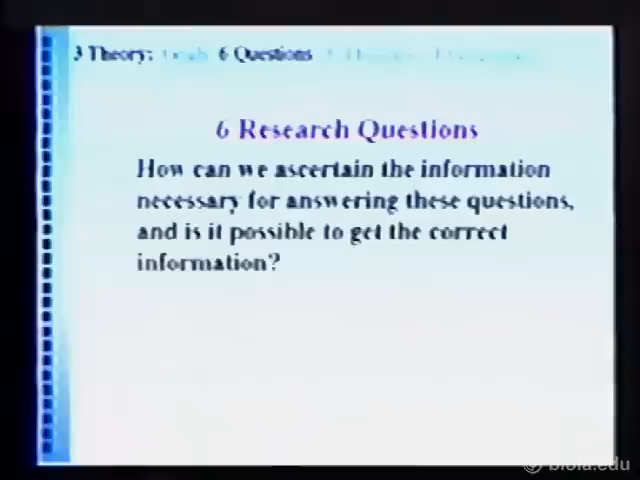 3 Theory: 6 Questions
6 Research Questions
How can we ascertain the information
necessary for answering these questions,
and is it possible to get the correct
information?
biola.edu